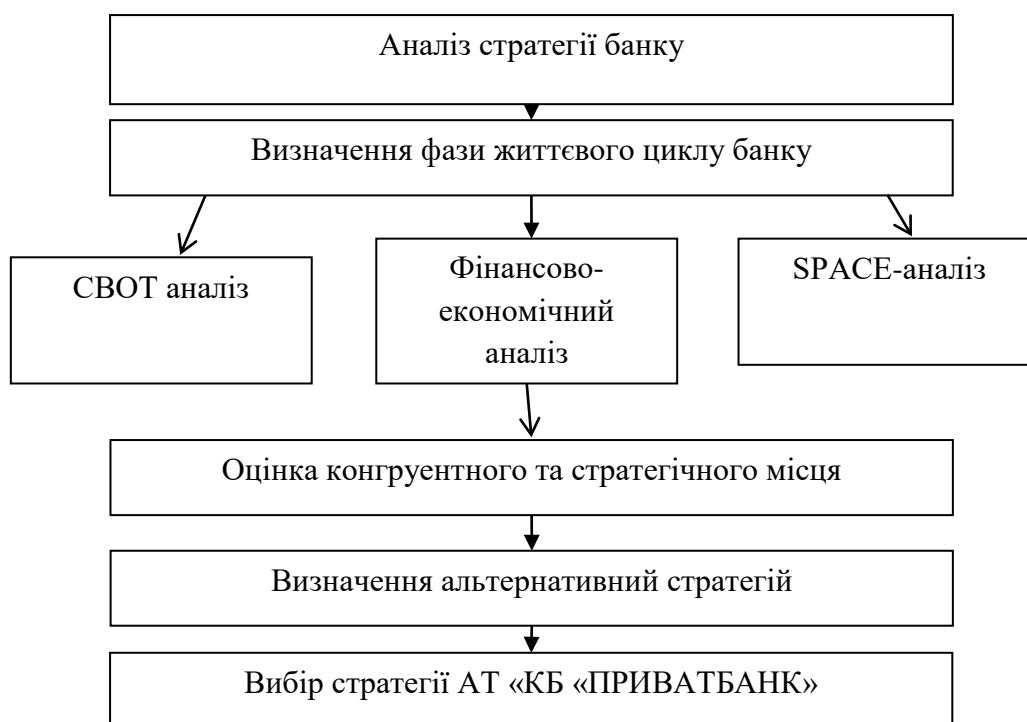 Аналіз стратегії банку
Визначення фази життєвого циклу банку
СВОТ аналіз
Фінансово-
економічний
аналіз
SPACE-аналіз
Оцінка конгруентного та стратегічного місця
Визначення альтернативний стратегій
Вибір стратегії АТ «КБ «ПРИВАТБАНК»